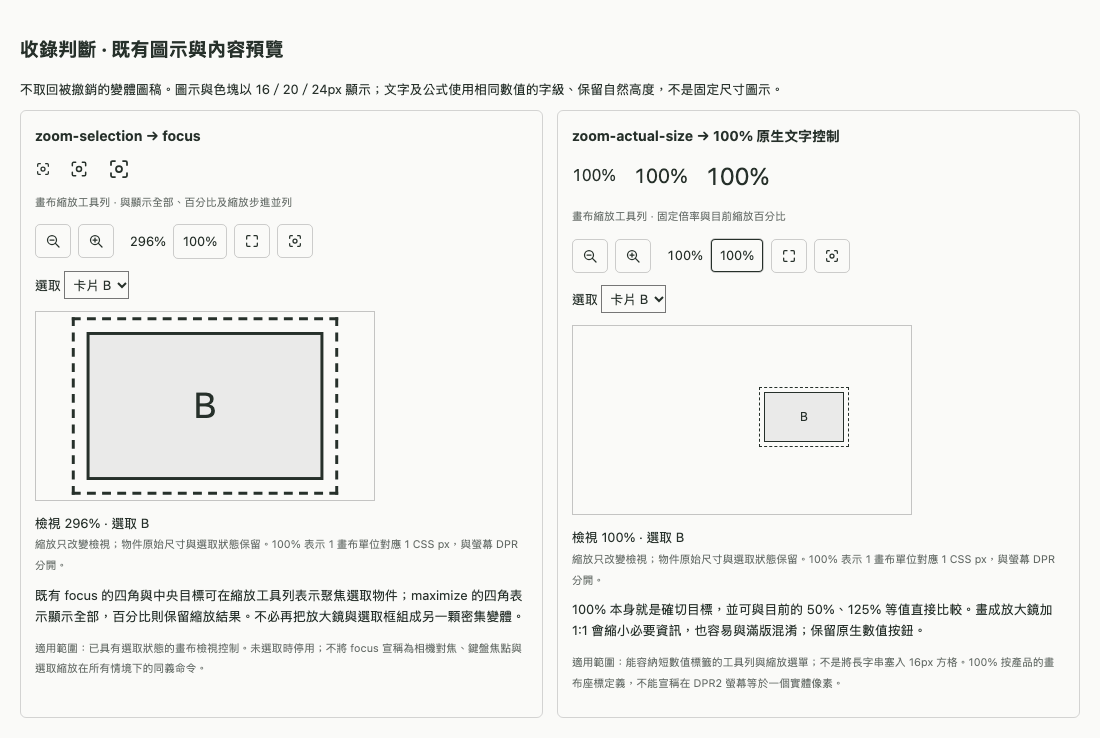 收錄判斷 · 既有圖示與內容預覽
不取回被撤銷的變體圖稿。圖示與色塊以 16 / 20 / 24px 顯示；文字及公式使用相同數值的字級、保留自然高度，不是固定尺寸圖示。
zoom-selection → focus
畫布縮放工具列 · 與顯示全部、百分比及縮放步進並列
296% 100%
選取 卡片 B
B
檢視 296% · 選取 B
縮放只改變檢視；物件原始尺寸與選取狀態保留。100% 表示 1 畫布單位對應 1 CSS px，與螢幕 DPR
分開。
既有 focus 的四角與中央目標可在縮放工具列表示聚焦選取物件；maximize 的四角表
示顯示全部，百分比則保留縮放結果。不必再把放大鏡與選取框組成另一顆密集變體。
適用範圍：已具有選取狀態的畫布檢視控制。未選取時停用；不將 focus 宣稱為相機對焦、鍵盤焦點與
選取縮放在所有情境下的同義命令。
zoom-actual-size → 100% 原生文字控制
100% 100% 100%
畫布縮放工具列 · 固定倍率與目前縮放百分比
100% 100%
選取 卡片 B
B
檢視 100% · 選取 B
縮放只改變檢視；物件原始尺寸與選取狀態保留。100% 表示 1 畫布單位對應 1 CSS px，與螢幕 DPR
分開。
100% 本身就是確切目標，並可與目前的 50%、125% 等值直接比較。畫成放大鏡加
1:1 會縮小必要資訊，也容易與滿版混淆；保留原生數值按鈕。
適用範圍：能容納短數值標籤的工具列與縮放選單；不是將長字串塞入 16px 方格。100% 按產品的畫
布座標定義，不能宣稱在 DPR2 螢幕等於一個實體像素。